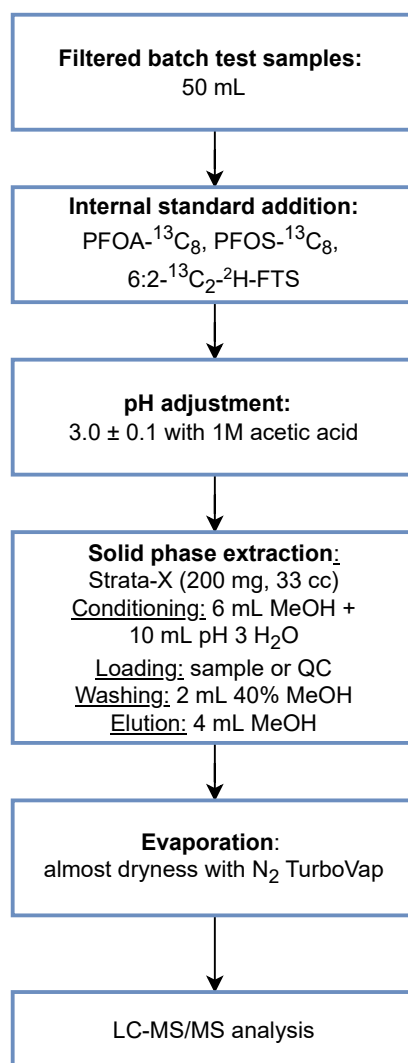 Filtered batch test samples:
50 mL
Internal standard addition:
PFOA-¹³C₈, PFOS-¹³C₈,
6:2-¹³C₂-²H-FTS
pH adjustment:
3.0 ± 0.1 with 1M acetic acid
Solid phase extraction:
Strata-X (200 mg, 33 cc)
Conditioning: 6 mL MeOH +
10 mL pH 3 H₂O
Loading: sample or QC
Washing: 2 mL 40% MeOH
Elution: 4 mL MeOH
Evaporation:
almost dryness with N₂ TurboVap
LC-MS/MS analysis